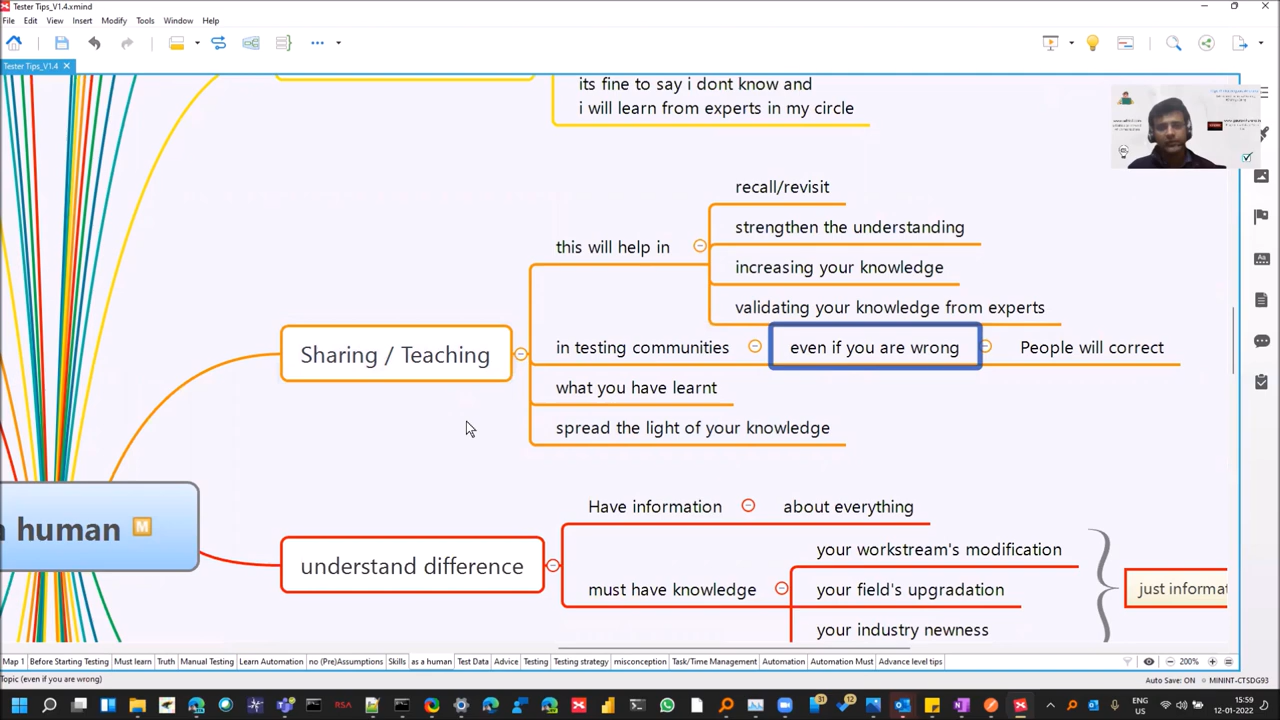 Tester Tips_V1.4.xmind
File Edit View Insert Modify Tools Window Help
Tester Tips_V1.4
its fine to say i dont know and
i will learn from experts in my circle
recall/revisit
strengthen the understanding
this will help in
increasing your knowledge
validating your knowledge from experts
Sharing / Teaching
in testing communities
even if you are wrong
People will correct
what you have learnt
spread the light of your knowledge
a human M
understand difference
Have information
about everything
your workstream's modification
must have knowledge
your field's upgradation
just informat
your industry newness
Map 1 Before Starting Testing Must learn Truth Manual Testing Learn Automation no (Pre)Assumptions Skills as a human Test Data Advice Testing Testing strategy misconception Task/Time Management Automation Automation Must Advance level tips
200%
Topic (even if you are wrong)
Auto Save: ON MININT-CTSDG93
RSA
31
12
ENG
US
15:59
12-01-2022